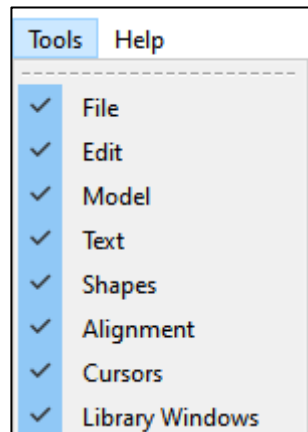 Tools Help
File
Edit
Model
Text
Shapes
Alignment
Cursors
Library Windows